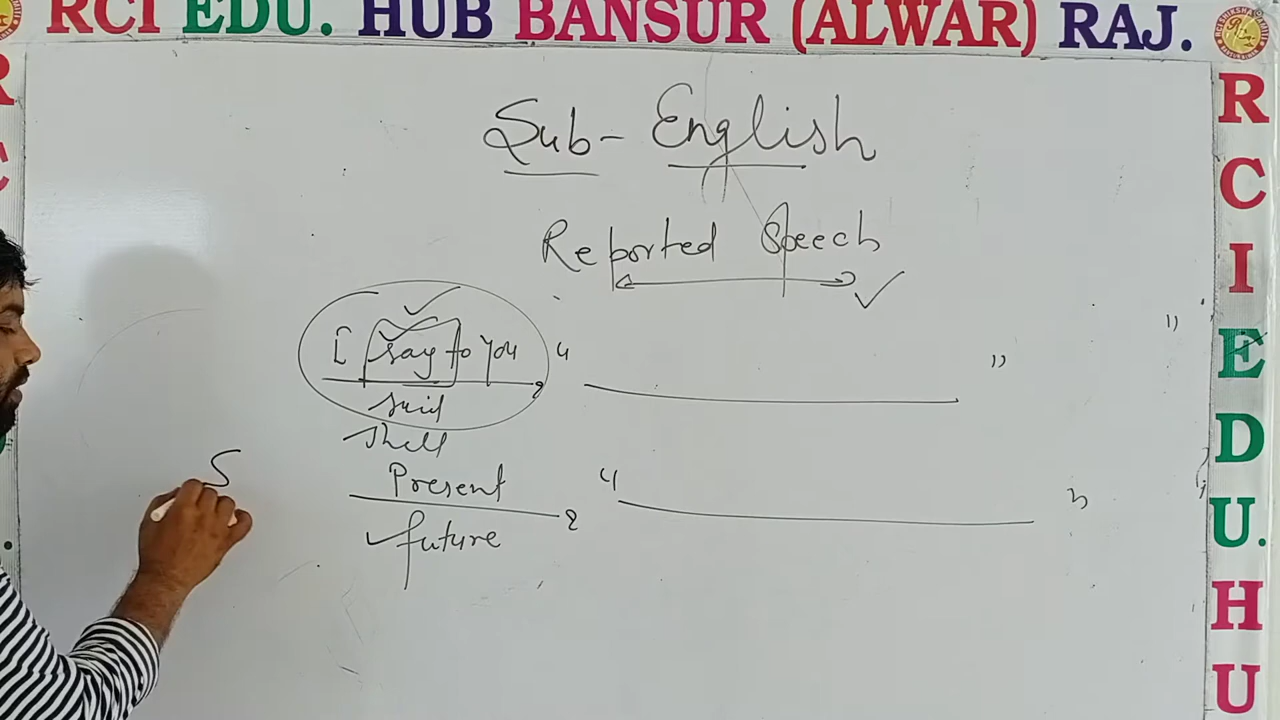 RCI EDU. HUB BANSUR (ALWAR) RAJ.
Sub- English
Reported Speech
I say to you , " "
said
shall
Present , " "
future
S
R
C
I
E
D
U.
H
U
R
C